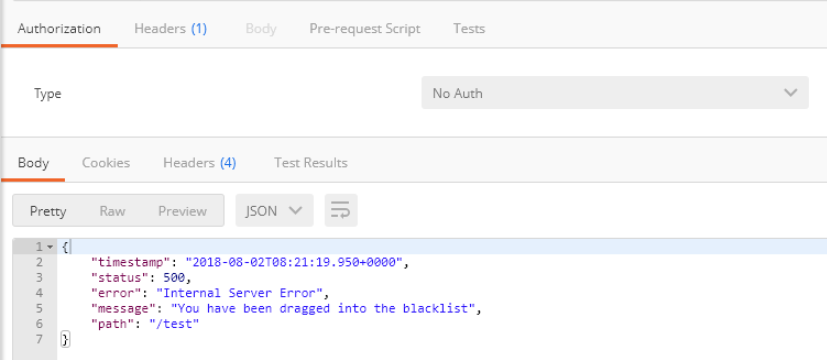 Authorization Headers (1) Body Pre-request Script Tests
Type No Auth
Body Cookies Headers (4) Test Results
Pretty Raw Preview JSON
1 {
2 "timestamp": "2018-08-02T08:21:19.950+0000",
3 "status": 500,
4 "error": "Internal Server Error",
5 "message": "You have been dragged into the blacklist",
6 "path": "/test"
7 }